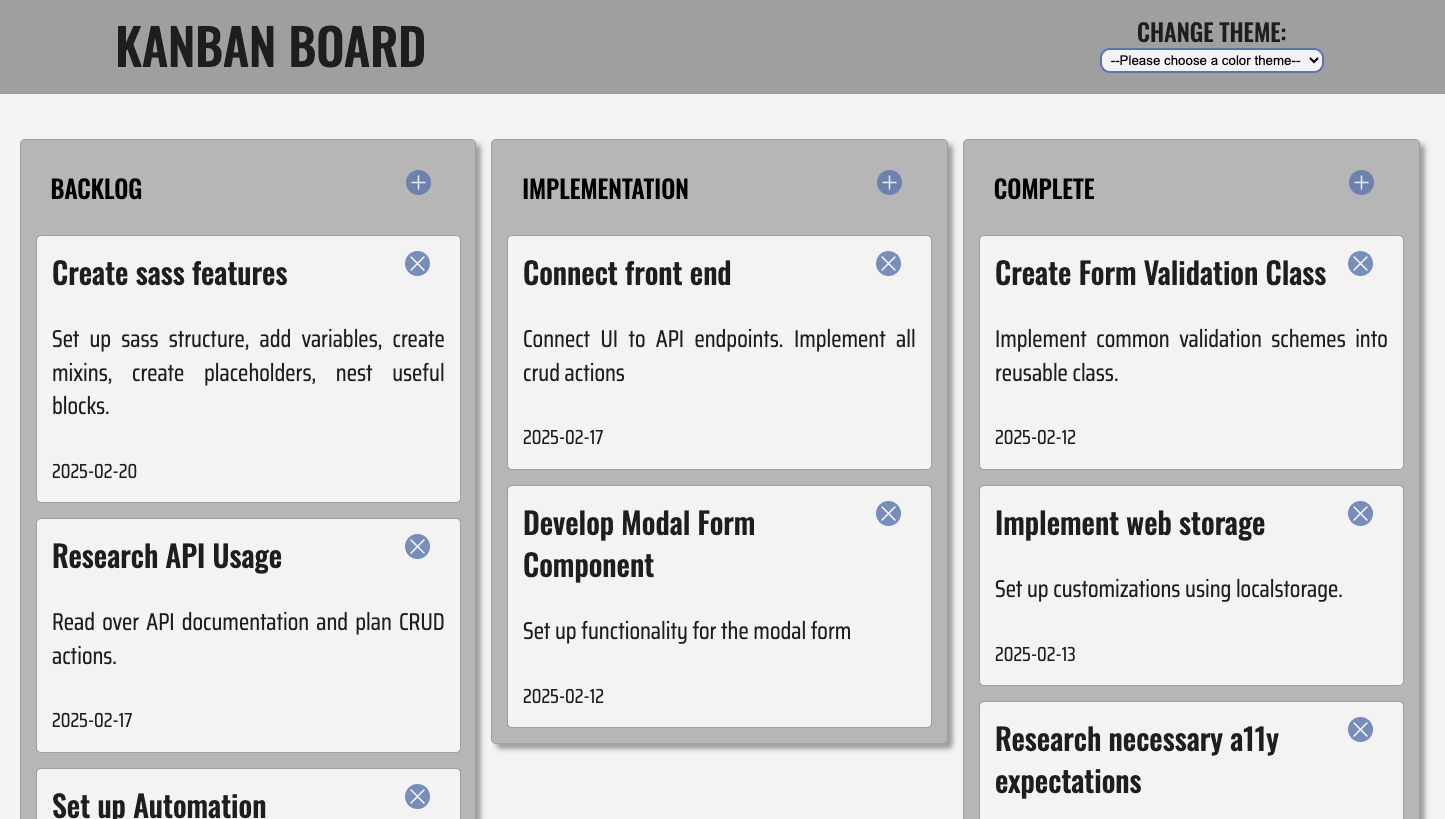 KANBAN BOARD
CHANGE THEME:
--Please choose a color theme--
BACKLOG
Create sass features
Set up sass structure, add variables, create
mixins, create placeholders, nest useful
blocks.
2025-02-20
Research API Usage
Read over API documentation and plan CRUD
actions.
2025-02-17
Set up Automation
IMPLEMENTATION
Connect front end
Connect UI to API endpoints. Implement all
crud actions
2025-02-17
Develop Modal Form
Component
Set up functionality for the modal form
2025-02-12
COMPLETE
Create Form Validation Class
Implement common validation schemes into
reusable class.
2025-02-12
Implement web storage
Set up customizations using localstorage.
2025-02-13
Research necessary a11y
expectations